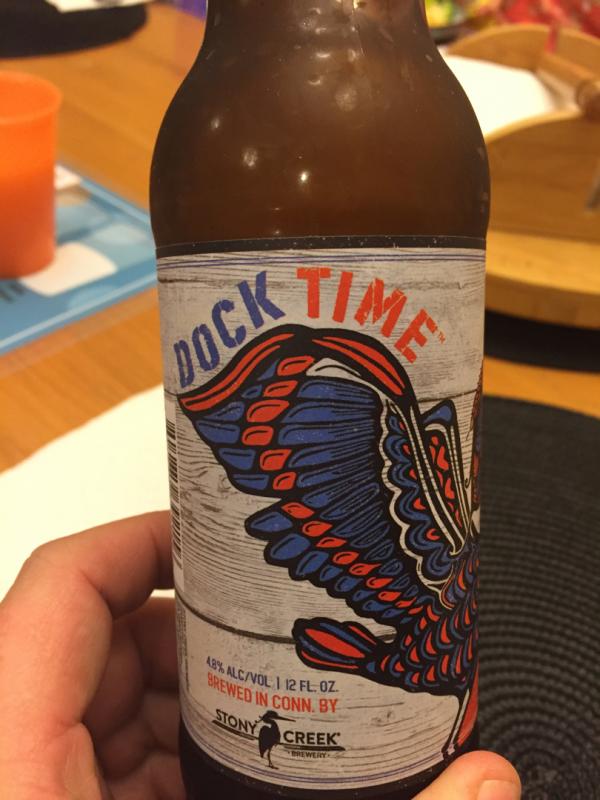 DOCK TIME™
4.8% ALC/VOL | 12 FL. OZ.
BREWED IN CONN. BY
STONY CREEK®
• BREWERY •